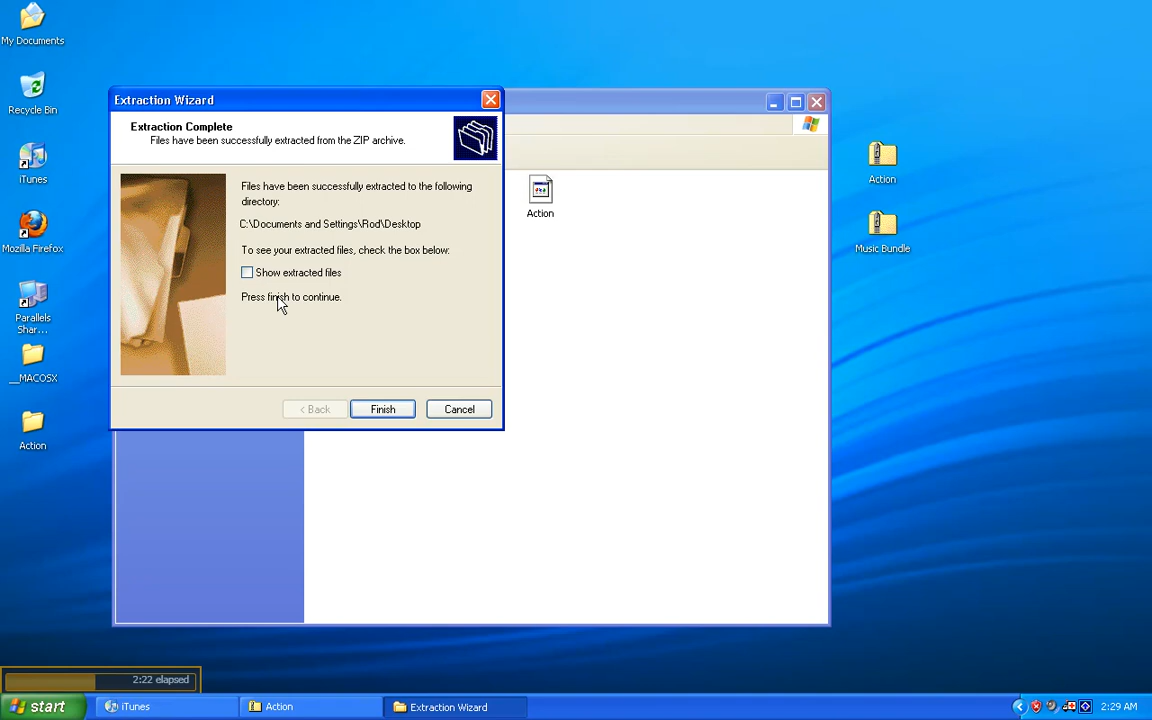 My Documents
Recycle Bin
iTunes
Mozilla Firefox
Parallels
Shar...
__MACOSX
Action
Extraction Wizard
Extraction Complete
Files have been successfully extracted from the ZIP archive.
Files have been successfully extracted to the following
directory:
C:\Documents and Settings\Rod\Desktop
To see your extracted files, check the box below:
Show extracted files
Press finish to continue.
< Back
Finish
Cancel
Action
Action
Music Bundle
2:22 elapsed
start
iTunes
Action
Extraction Wizard
2:29 AM